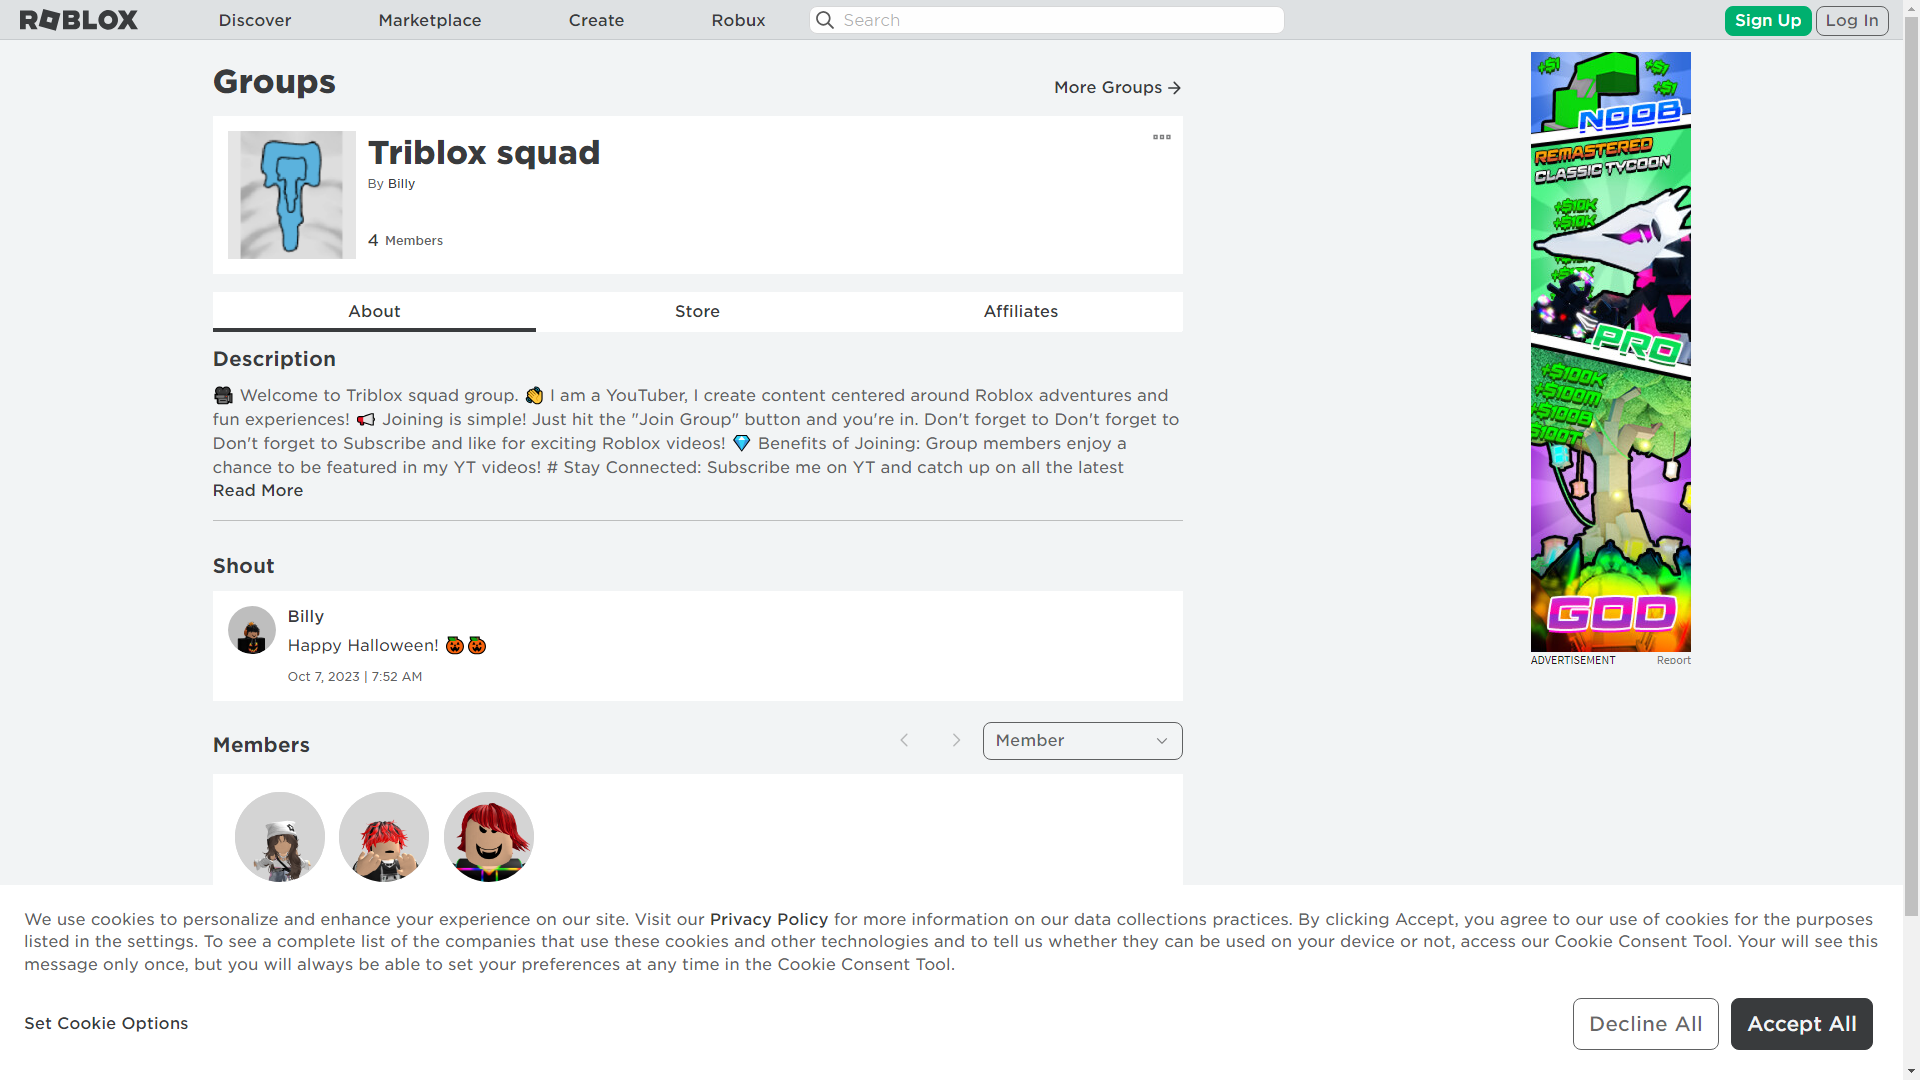 ROBLOX
Discover
Marketplace
Create
Robux
Search
Sign Up
Log In
Groups
More Groups
Triblox squad
By Billy
4 Members
About
Store
Affiliates
Description
🎥 Welcome to Triblox squad group. 👏 I am a YouTuber, I create content centered around Roblox adventures and
fun experiences! 📢 Joining is simple! Just hit the "Join Group" button and you're in. Don't forget to Don't forget to
Don't forget to Subscribe and like for exciting Roblox videos! 💎 Benefits of Joining: Group members enjoy a
chance to be featured in my YT videos! # Stay Connected: Subscribe me on YT and catch up on all the latest
Read More
Shout
Billy
Happy Halloween! 🎃🎃
Oct 7, 2023 | 7:52 AM
Members
Member
+$1
+$1
+$1
NOOB
REMASTERED
CLASSIC TYCOON
+$10K
+$10K
PRO
+$100K
+$100M
+$100B
$100T
GOD
ADVERTISEMENT
Report
We use cookies to personalize and enhance your experience on our site. Visit our Privacy Policy for more information on our data collections practices. By clicking Accept, you agree to our use of cookies for the purposes
listed in the settings. To see a complete list of the companies that use these cookies and other technologies and to tell us whether they can be used on your device or not, access our Cookie Consent Tool. Your will see this
message only once, but you will always be able to set your preferences at any time in the Cookie Consent Tool.
Set Cookie Options
Decline All
Accept All